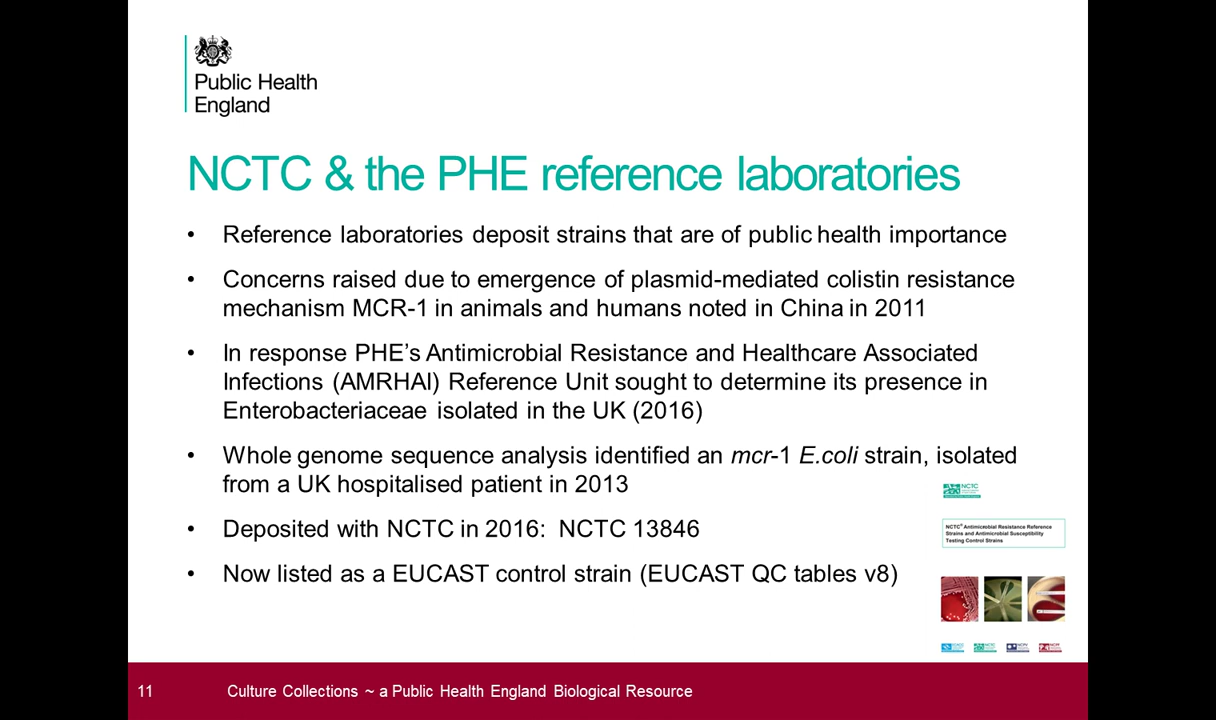 Public Health
England
NCTC & the PHE reference laboratories
• Reference laboratories deposit strains that are of public health importance
• Concerns raised due to emergence of plasmid-mediated colistin resistance
mechanism MCR-1 in animals and humans noted in China in 2011
• In response PHE’s Antimicrobial Resistance and Healthcare Associated
Infections (AMRHAI) Reference Unit sought to determine its presence in
Enterobacteriaceae isolated in the UK (2016)
• Whole genome sequence analysis identified an mcr-1 E.coli strain, isolated
from a UK hospitalised patient in 2013
• Deposited with NCTC in 2016:  NCTC 13846
• Now listed as a EUCAST control strain (EUCAST QC tables v8)
NCTC
NCTC® Antimicrobial Resistance Reference
Strains and Antimicrobial Susceptibility
Testing Control Strains
11
Culture Collections ~ a Public Health England Biological Resource